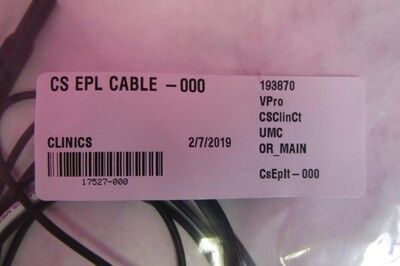 CS EPL CABLE -000
CLINICS 2/7/2019
17527-000
193870
VPro
CSClinCt
UMC
OR_MAIN
CsEplt-000